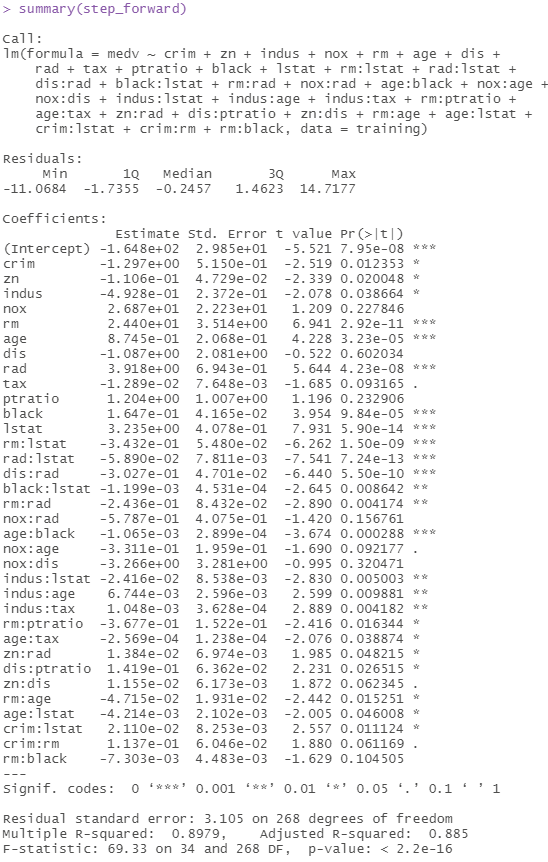 > summary(step_forward)
Call:
lm(formula = medv ~ crim + zn + indus + nox + rm + age + dis +
rad + tax + ptratio + black + lstat + rm:lstat + rad:lstat +
dis:rad + black:lstat + rm:rad + nox:rad + age:black + nox:age +
nox:dis + indus:lstat + indus:age + indus:tax + rm:ptratio +
age:tax + zn:rad + dis:ptratio + zn:dis + rm:age + age:lstat +
crim:lstat + crim:rm + rm:black, data = training)
Residuals:
Min 1Q Median 3Q Max
-11.0684 -1.7355 -0.2457 1.4623 14.7177
Coefficients:
Estimate Std. Error t value Pr(>|t|)
(Intercept) -1.648e+02 2.985e+01 -5.521 7.95e-08 ***
crim -1.297e+00 5.150e-01 -2.519 0.012353 *
zn -1.106e-01 4.729e-02 -2.339 0.020048 *
indus -4.928e-01 2.372e-01 -2.078 0.038664 *
nox 2.687e+01 2.223e+01 1.209 0.227846
rm 2.440e+01 3.514e+00 6.941 2.92e-11 ***
age 8.745e-01 2.068e-01 4.228 3.23e-05 ***
dis -1.087e+00 2.081e+00 -0.522 0.602034
rad 3.918e+00 6.943e-01 5.644 4.23e-08 ***
tax -1.289e-02 7.648e-03 -1.685 0.093165 .
ptratio 1.204e+00 1.007e+00 1.196 0.232906
black 1.647e-01 4.165e-02 3.954 9.84e-05 ***
lstat 3.235e+00 4.078e-01 7.931 5.90e-14 ***
rm:lstat -3.432e-01 5.480e-02 -6.262 1.50e-09 ***
rad:lstat -5.890e-02 7.811e-03 -7.541 7.24e-13 ***
dis:rad -3.027e-01 4.701e-02 -6.440 5.50e-10 ***
black:lstat -1.199e-03 4.531e-04 -2.645 0.008642 **
rm:rad -2.436e-01 8.432e-02 -2.890 0.004174 **
nox:rad -5.787e-01 4.075e-01 -1.420 0.156761
age:black -1.065e-03 2.899e-04 -3.674 0.000288 ***
nox:age -3.311e-01 1.959e-01 -1.690 0.092177 .
nox:dis -3.266e+00 3.281e+00 -0.995 0.320471
indus:lstat -2.416e-02 8.538e-03 -2.830 0.005003 **
indus:age 6.744e-03 2.596e-03 2.599 0.009881 **
indus:tax 1.048e-03 3.628e-04 2.889 0.004182 **
rm:ptratio -3.677e-01 1.522e-01 -2.416 0.016344 *
age:tax -2.569e-04 1.238e-04 -2.076 0.038874 *
zn:rad 1.384e-02 6.974e-03 1.985 0.048215 *
dis:ptratio 1.419e-01 6.362e-02 2.231 0.026515 *
zn:dis 1.155e-02 6.173e-03 1.872 0.062345 .
rm:age -4.715e-02 1.931e-02 -2.442 0.015251 *
age:lstat -4.214e-03 2.102e-03 -2.005 0.046008 *
crim:lstat 2.110e-02 8.253e-03 2.557 0.011124 *
crim:rm 1.137e-01 6.046e-02 1.880 0.061169 .
rm:black -7.303e-03 4.483e-03 -1.629 0.104505
---
Signif. codes: 0 ‘***’ 0.001 ‘**’ 0.01 ‘*’ 0.05 ‘.’ 0.1 ‘ ’ 1
Residual standard error: 3.105 on 268 degrees of freedom
Multiple R-squared: 0.8979, Adjusted R-squared: 0.885
F-statistic: 69.33 on 34 and 268 DF, p-value: < 2.2e-16